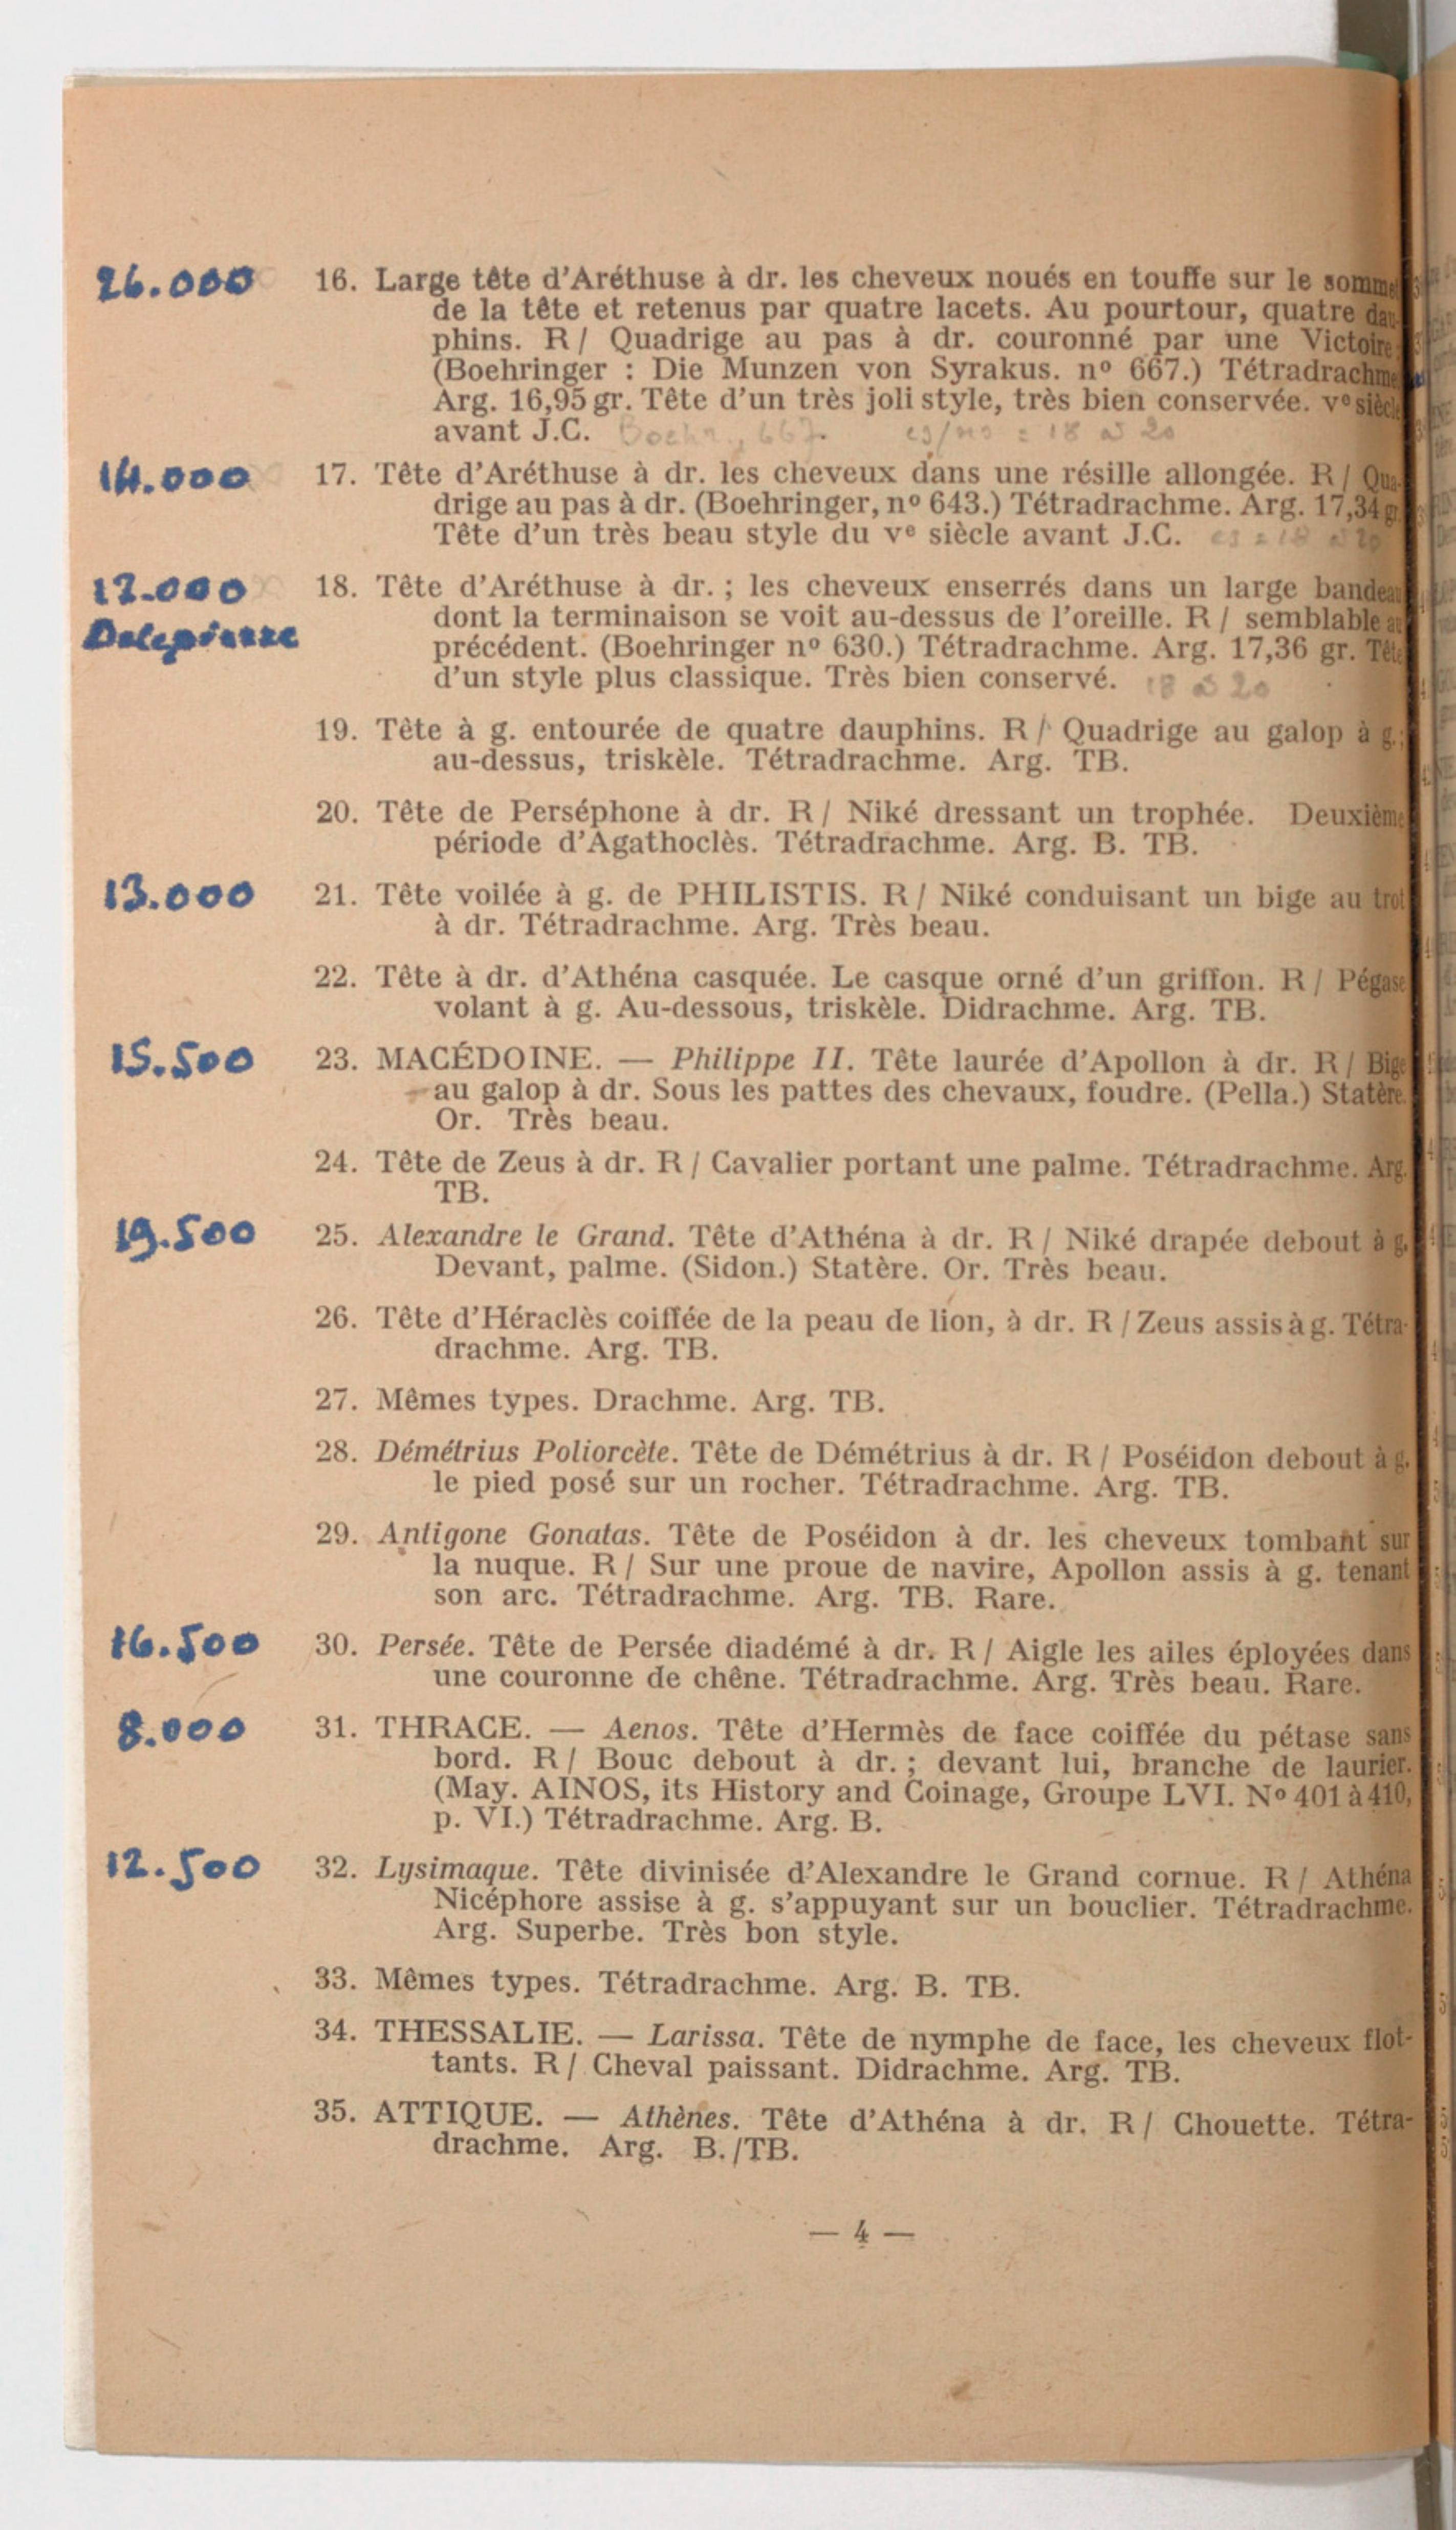 26.000 16. Large tête d'Aréthuse à dr. les cheveux noués en touffe sur le sommet
de la tête et retenus par quatre lacets. Au pourtour, quatre dau-
phins. R/ Quadrige au pas à dr. couronné par une Victoire.
(Boehringer : Die Munzen von Syrakus. nº 667.) Tétradrachme
Arg. 16,95 gr. Tête d'un très joli style, très bien conservée. vᵉ siècle
avant J.C. Boehr., 667. = 18 à 20
14.000 17. Tête d'Aréthuse à dr. les cheveux dans une résille allongée. R/ Qua-
drige au pas à dr. (Boehringer, nº 643.) Tétradrachme. Arg. 17,34 gr.
Tête d'un très beau style du vᵉ siècle avant J.C. = 18 à 20
18. Tête d'Aréthuse à dr. ; les cheveux enserrés dans un large bandeau
dont la terminaison se voit au-dessus de l'oreille. R/ semblable au
précédent. (Boehringer nº 630.) Tétradrachme. Arg. 17,36 gr. Tête
d'un style plus classique. Très bien conservé. 18 à 20
19. Tête à g. entourée de quatre dauphins. R/ Quadrige au galop à g. ;
au-dessus, triskèle. Tétradrachme. Arg. TB.
20. Tête de Perséphone à dr. R/ Niké dressant un trophée. Deuxième
période d'Agathoclès. Tétradrachme. Arg. B. TB.
13.000 21. Tête voilée à g. de PHILISTIS. R/ Niké conduisant un bige au trot
à dr. Tétradrachme. Arg. Très beau.
22. Tête à dr. d'Athéna casquée. Le casque orné d'un griffon. R/ Pégase
volant à g. Au-dessous, triskèle. Didrachme. Arg. TB.
15.500 23. MACÉDOINE. — Philippe II. Tête laurée d'Apollon à dr. R/ Bige
au galop à dr. Sous les pattes des chevaux, foudre. (Pella.) Statère.
Or. Très beau.
24. Tête de Zeus à dr. R/ Cavalier portant une palme. Tétradrachme. Arg.
TB.
19.500 25. Alexandre le Grand. Tête d'Athéna à dr. R/ Niké drapée debout à g.
Devant, palme. (Sidon.) Statère. Or. Très beau.
26. Tête d'Héraclès coiffée de la peau de lion, à dr. R/ Zeus assis à g. Tétra-
drachme. Arg. TB.
27. Mêmes types. Drachme. Arg. TB.
28. Démétrius Poliorcète. Tête de Démétrius à dr. R/ Poséidon debout à g.
le pied posé sur un rocher. Tétradrachme. Arg. TB.
29. Antigone Gonatas. Tête de Poséidon à dr. les cheveux tombant sur
la nuque. R/ Sur une proue de navire, Apollon assis à g. tenant
son arc. Tétradrachme. Arg. TB. Rare.
16.500 30. Persée. Tête de Persée diadémé à dr. R/ Aigle les ailes éployées dans
une couronne de chêne. Tétradrachme. Arg. Très beau. Rare.
8.000 31. THRACE. — Aenos. Tête d'Hermès de face coiffée du pétase sans
bord. R/ Bouc debout à dr. ; devant lui, branche de laurier.
(May. AINOS, its History and Coinage, Groupe LVI. Nº 401 à 410,
p. VI.) Tétradrachme. Arg. B.
12.500 32. Lysimaque. Tête divinisée d'Alexandre le Grand cornue. R/ Athéna
Nicéphore assise à g. s'appuyant sur un bouclier. Tétradrachme.
Arg. Superbe. Très bon style.
33. Mêmes types. Tétradrachme. Arg. B. TB.
34. THESSALIE. — Larissa. Tête de nymphe de face, les cheveux flot-
tants. R/ Cheval paissant. Didrachme. Arg. TB.
35. ATTIQUE. — Athènes. Tête d'Athéna à dr. R/ Chouette. Tétra-
drachme. Arg. B./TB.
— 4 —